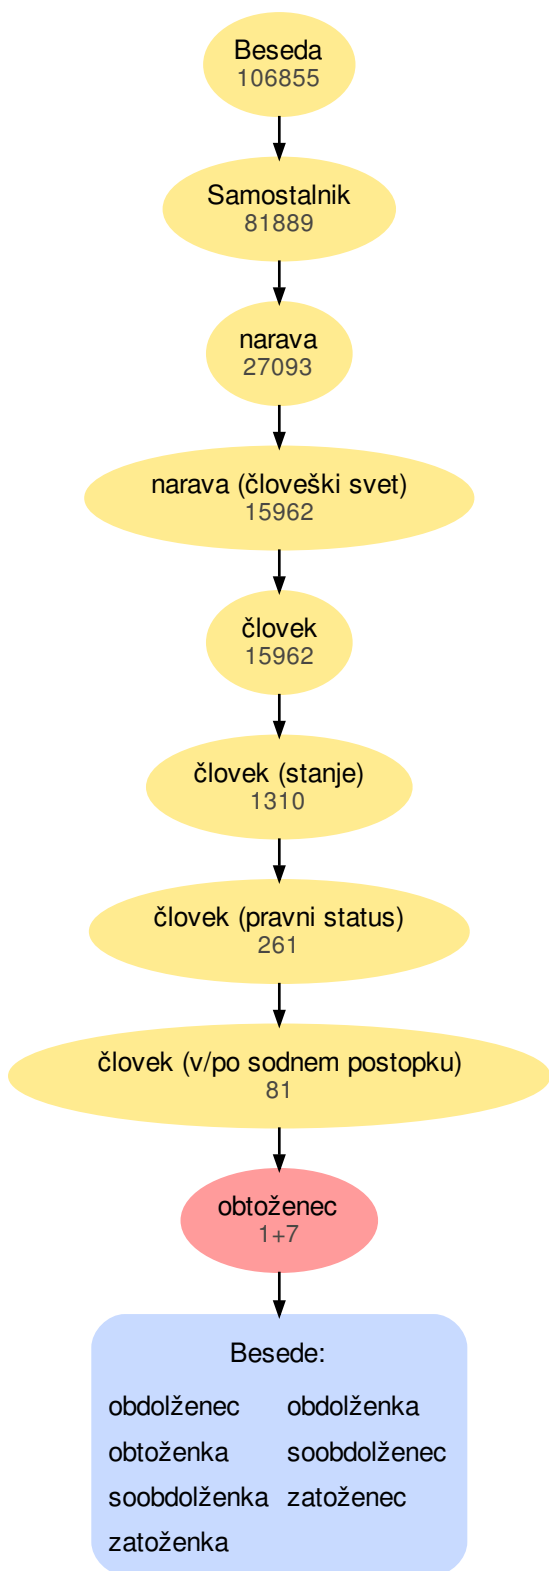 Beseda
106855
Samostalnik
81889
narava
27093
narava (človeški svet)
15962
človek
15962
človek (stanje)
1310
človek (pravni status)
261
človek (v/po sodnem postopku)
81
obtoženec
1+7
Besede:
obdolženec obdolženka
obtoženka soobdolženec
soobdolženka zatoženec
zatoženka